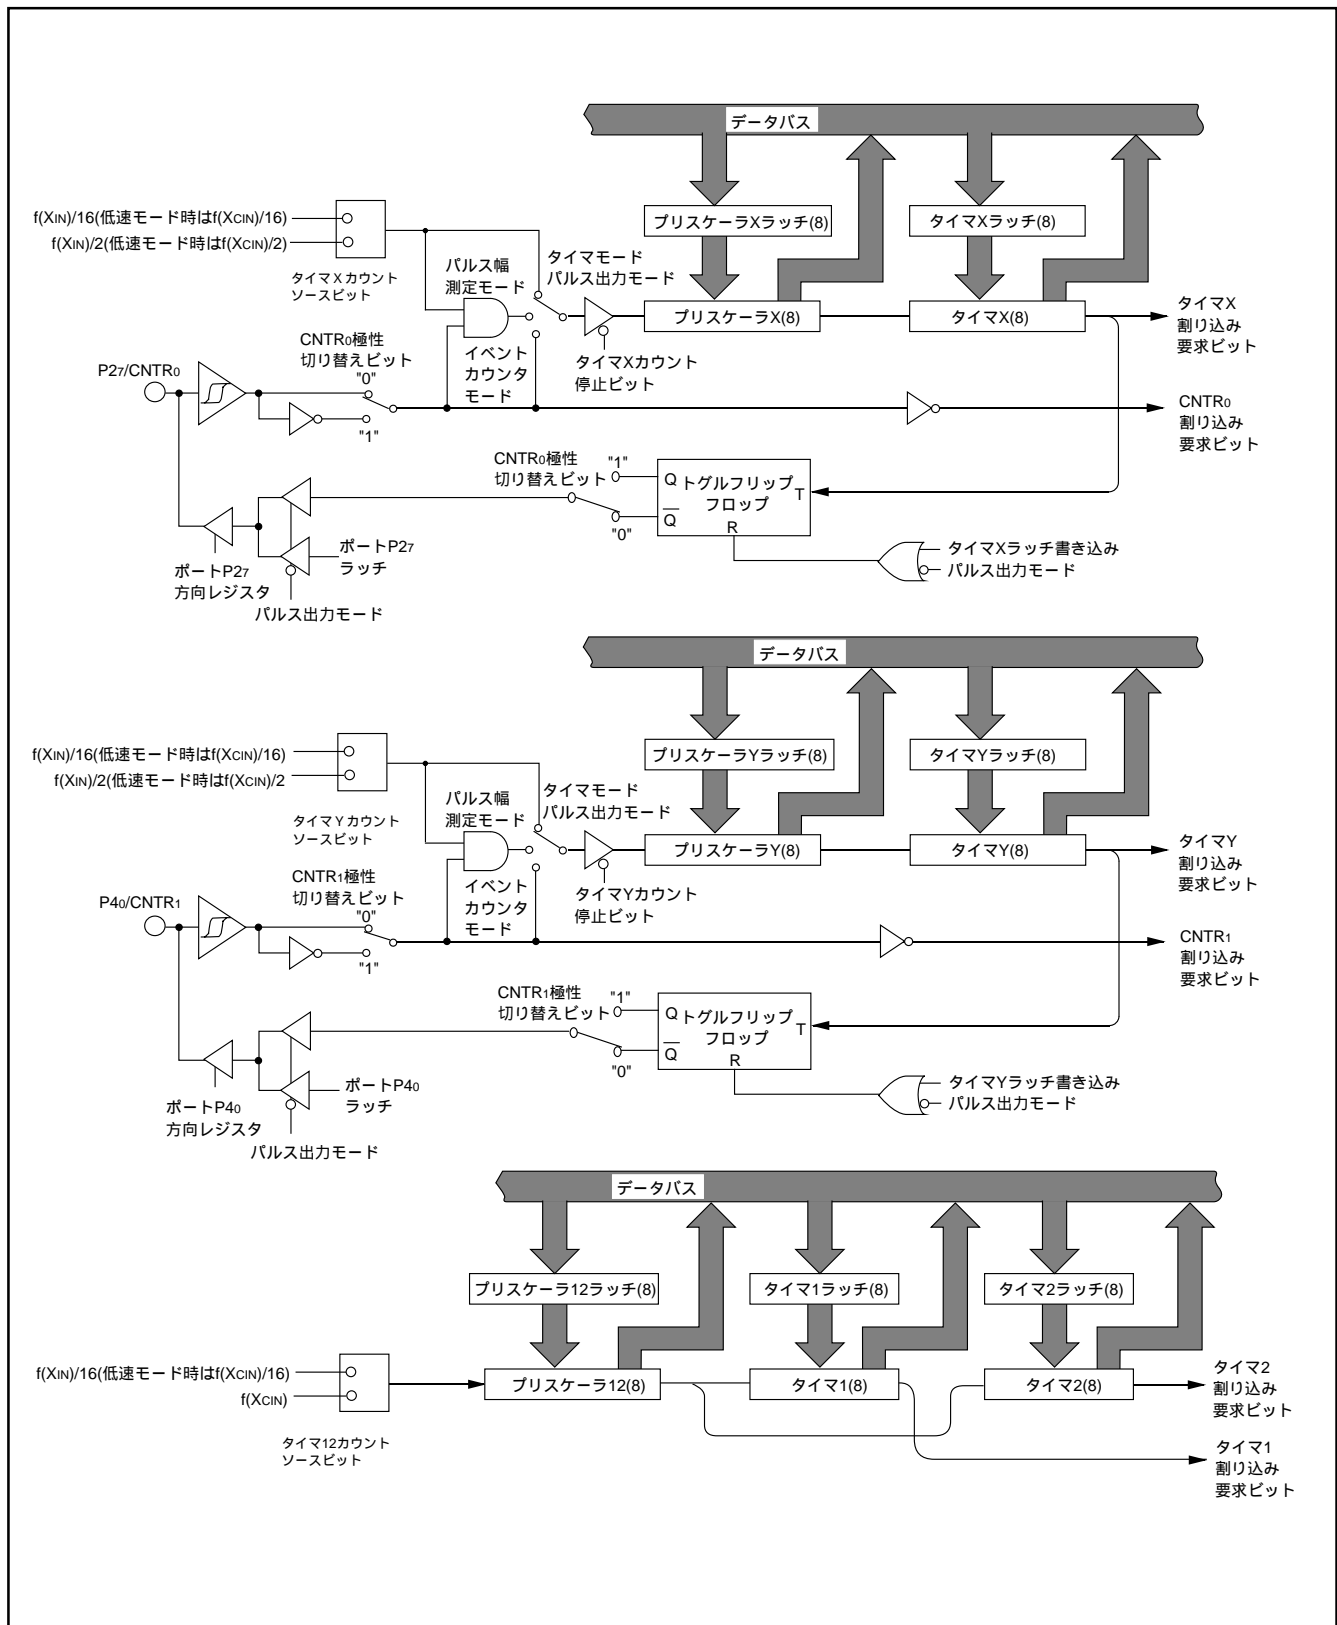 データバス
f(XIN)/16(低速モード時はf(XCIN)/16)
f(XIN)/2(低速モード時はf(XCIN)/2)
タイマXカウント
ソースビット
プリスケーラXラッチ(8)
タイマXラッチ(8)
パルス幅
測定モード
タイマモード
パルス出力モード
プリスケーラX(8)
タイマX(8)
タイマX
割り込み
要求ビット
CNTR0極性
切り替えビット
"0"
"1"
イベント
カウンタ
モード
タイマXカウント
停止ビット
P27/CNTR0
CNTR0
割り込み
要求ビット
CNTR0極性
切り替えビット
"1"
"0"
Q トグルフリップ
フロップ
T
Q
R
ポートP27
ラッチ
ポートP27
方向レジスタ
パルス出力モード
タイマXラッチ書き込み
パルス出力モード
データバス
f(XIN)/16(低速モード時はf(XCIN)/16)
f(XIN)/2(低速モード時はf(XCIN)/2
タイマYカウント
ソースビット
プリスケーラYラッチ(8)
タイマYラッチ(8)
パルス幅
測定モード
タイマモード
パルス出力モード
プリスケーラY(8)
タイマY(8)
タイマY
割り込み
要求ビット
CNTR1極性
切り替えビット
"0"
"1"
イベント
カウンタ
モード
タイマYカウント
停止ビット
P40/CNTR1
CNTR1
割り込み
要求ビット
CNTR1極性
切り替えビット
"1"
"0"
Q トグルフリップ
フロップ
T
Q
R
ポートP40
ラッチ
ポートP40
方向レジスタ
パルス出力モード
タイマYラッチ書き込み
パルス出力モード
データバス
プリスケーラ12ラッチ(8)
タイマ1ラッチ(8)
タイマ2ラッチ(8)
f(XIN)/16(低速モード時はf(XCIN)/16)
f(XCIN)
タイマ12カウント
ソースビット
プリスケーラ12(8)
タイマ1(8)
タイマ2(8)
タイマ2
割り込み
要求ビット
タイマ1
割り込み
要求ビット